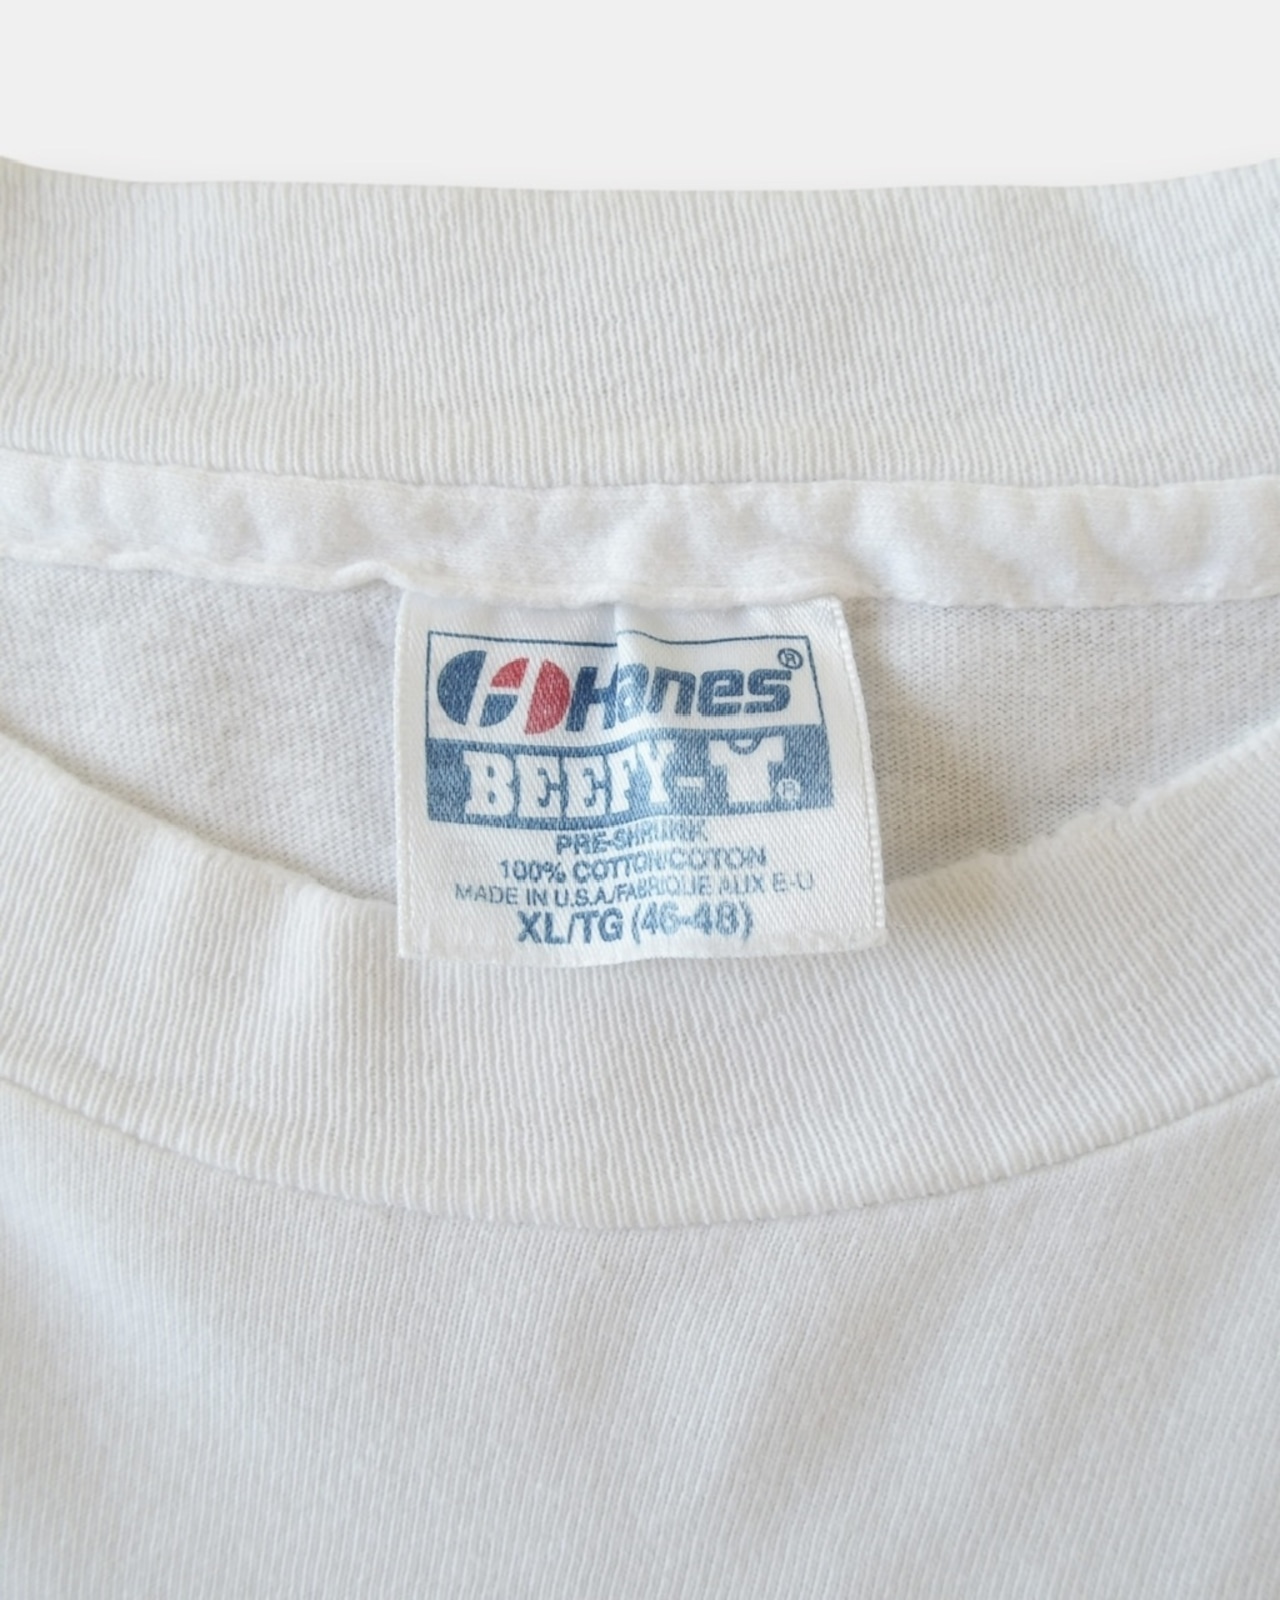 Hanes®
BEEFY-T®
PRE-SHRUNK
100% COTTON/COTON
MADE IN U.S.A/FABRIQUE AUX E-U
XL/TG (46-48)